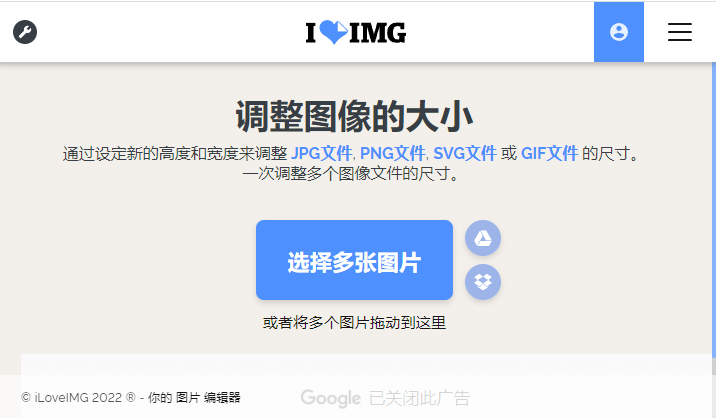 I IMG
调整图像的大小
通过设定新的高度和宽度来调整 JPG文件, PNG文件, SVG文件 或 GIF文件 的尺寸。
一次调整多个图像文件的尺寸。
选择多张图片
或者将多个图片拖动到这里
© iLoveIMG 2022 ® - 你的 图片 编辑器
Google 已关闭此广告